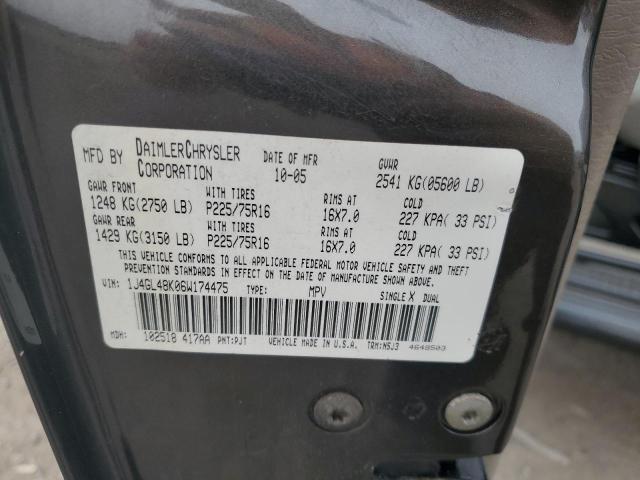 MFD BY DAIMLERCHRYSLER CORPORATION DATE OF MFR 10-05 GVWR 2541 KG(05600 LB)
GAWR FRONT WITH TIRES RIMS AT COLD
1248 KG(2750 LB) P225/75R16 16X7.0 227 KPA( 33 PSI)
GAWR REAR WITH TIRES RIMS AT COLD
1429 KG(3150 LB) P225/75R16 16X7.0 227 KPA( 33 PSI)
THIS VEHICLE CONFORMS TO ALL APPLICABLE FEDERAL MOTOR VEHICLE SAFETY AND THEFT
PREVENTION STANDARDS IN EFFECT ON THE DATE OF MANUFACTURE SHOWN ABOVE.
VIN: 1J4GL48K06W174475 TYPE: MPV SINGLE X DUAL
MDH: 102518 417AA PNT:PJT VEHICLE MADE IN U.S.A. TRM:N5J3 4648503